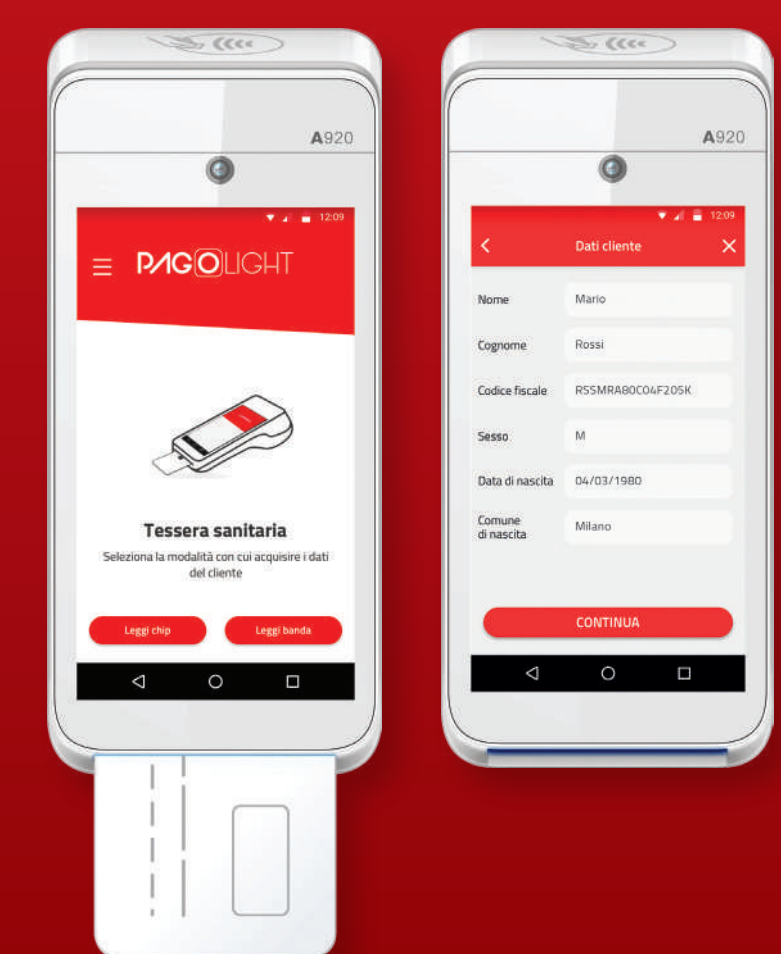 A920
12:09
PAGOLIGHT
Tessera sanitaria
Seleziona la modalità con cui acquisire i dati
del cliente
Leggi chip
Leggi banda
A920
12:09
Dati cliente
Nome
Mario
Cognome
Rossi
Codice fiscale
RSSMRA80C04F205K
Sesso
M
Data di nascita
04/03/1980
Comune
di nascita
Milano
CONTINUA